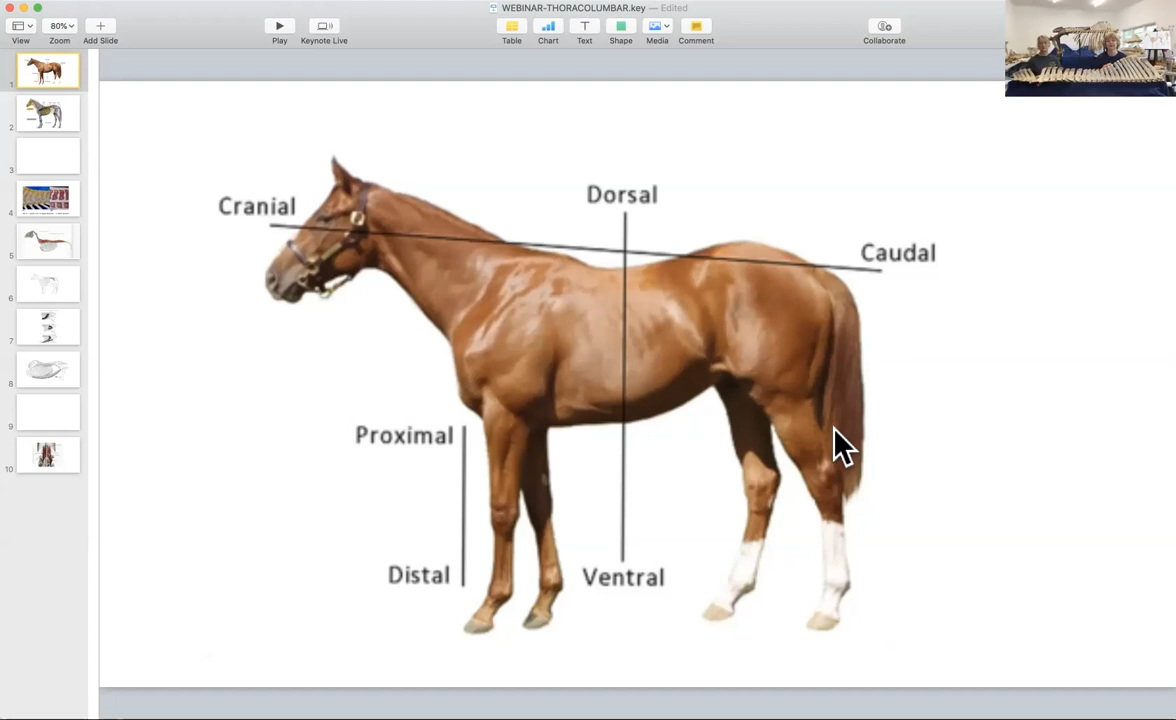 WEBINAR-THORACOLUMBAR.key — Edited
80%
View
Zoom
Add Slide
Play
Keynote Live
Table
Chart
Text
Shape
Media
Comment
Collaborate
1
2
3
4
5
6
7
8
9
10
Cranial
Dorsal
Caudal
Proximal
Distal
Ventral